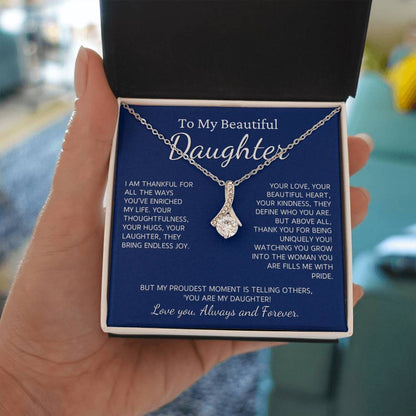 To My Beautiful
Daughter
I AM THANKFUL FOR
ALL THE WAYS
YOU'VE ENRICHED
MY LIFE. YOUR
THOUGHTFULNESS,
YOUR HUGS, YOUR
LAUGHTER, THEY
BRING ENDLESS JOY.
YOUR LOVE, YOUR
BEAUTIFUL HEART,
YOUR KINDNESS, THEY
DEFINE WHO YOU ARE.
BUT ABOVE ALL,
THANK YOU FOR BEING
UNIQUELY YOU!
WATCHING YOU GROW
INTO THE WOMAN YOU
ARE FILLS ME WITH
PRIDE.
BUT MY PROUDEST MOMENT IS TELLING OTHERS,
'YOU ARE MY DAUGHTER!
Love you, Always and Forever.